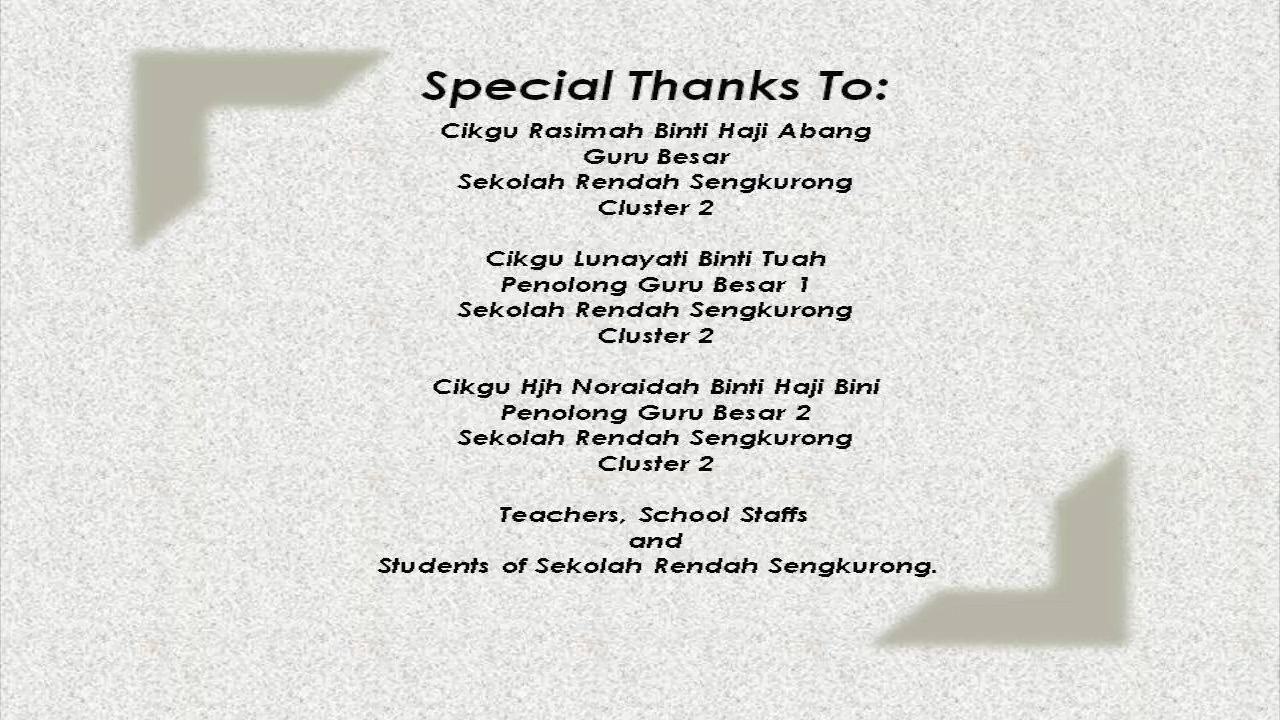 Special Thanks To:
Cikgu Rasimah Binti Haji Abang
Guru Besar
Sekolah Rendah Sengkurong
Cluster 2
Cikgu Lunayati Binti Tuah
Penolong Guru Besar 1
Sekolah Rendah Sengkurong
Cluster 2
Cikgu Hjh Noraidah Binti Haji Bini
Penolong Guru Besar 2
Sekolah Rendah Sengkurong
Cluster 2
Teachers, School Staffs
and
Students of Sekolah Rendah Sengkurong.